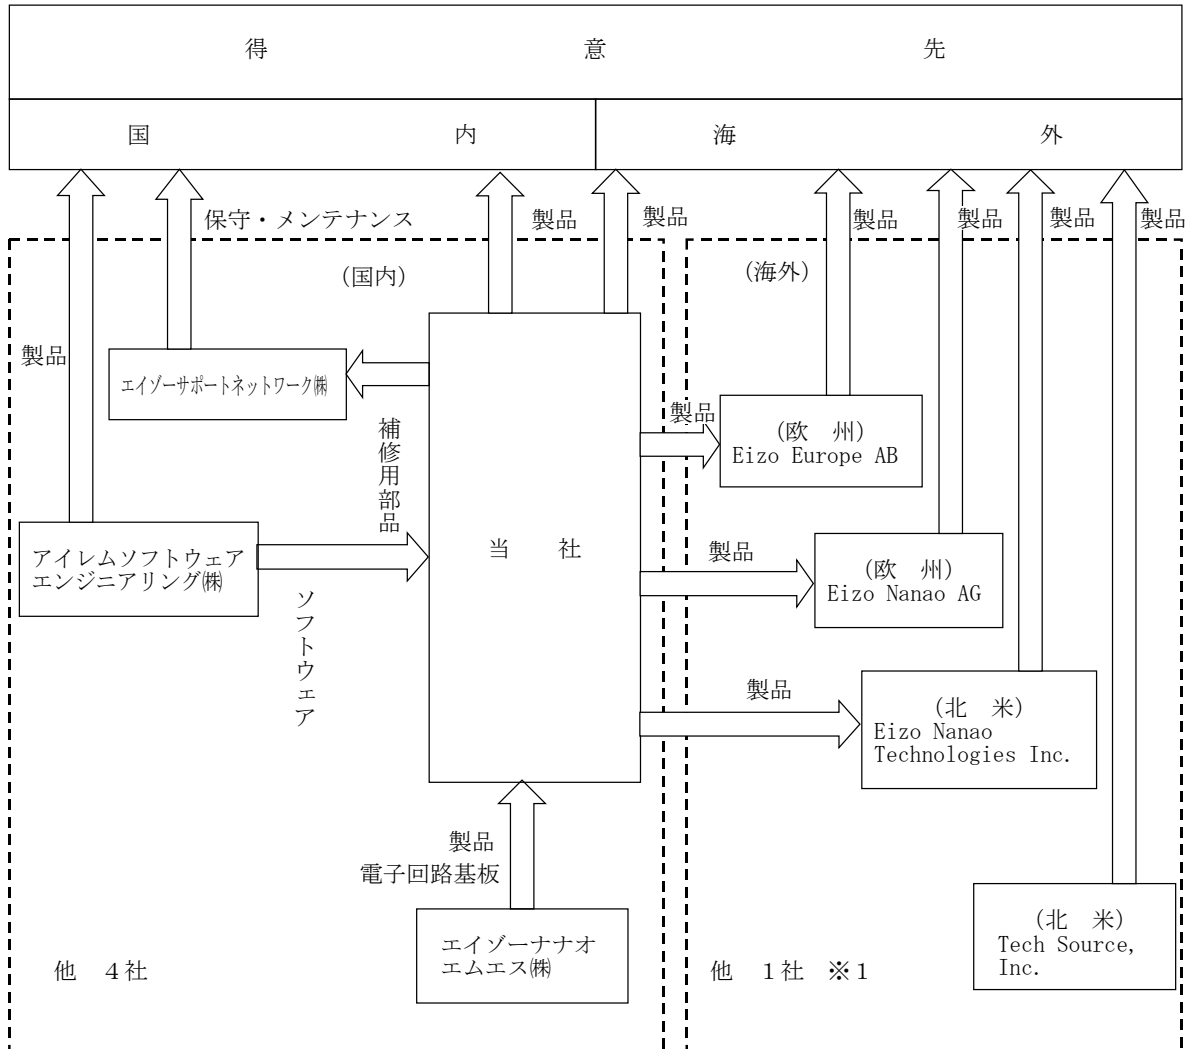 得意先
国内
海外
保守・メンテナンス
製品
製品
製品
製品
製品
製品
(国内)
(海外)
製品
エイゾーサポートネットワーク㈱
製品
(欧 州)
Eizo Europe AB
補修用部品
アイレムソフトウェア
エンジニアリング㈱
当 社
製品
(欧 州)
Eizo Nanao AG
ソフトウェア
製品
(北 米)
Eizo Nanao
Technologies Inc.
製品
電子回路基板
エイゾーナナオ
エムエス㈱
(北 米)
Tech Source,
Inc.
他 4社
他 1社 ※1